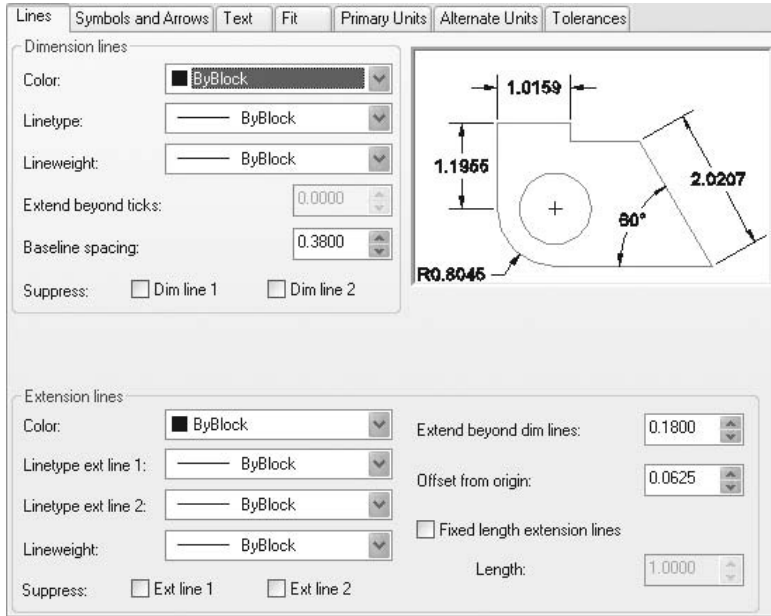 Lines Symbols and Arrows Text Fit Primary Units Alternate Units Tolerances
Dimension lines
Color: ByBlock
Linetype: ByBlock
Lineweight: ByBlock
Extend beyond ticks: 0.0000
Baseline spacing: 0.3800
Suppress: Dim line 1 Dim line 2
1.0159
1.1955
2.0207
60°
R0.8045
Extension lines
Color: ByBlock
Linetype ext line 1: ByBlock
Linetype ext line 2: ByBlock
Lineweight: ByBlock
Suppress: Ext line 1 Ext line 2
Extend beyond dim lines: 0.1800
Offset from origin: 0.0625
Fixed length extension lines
Length: 1.0000